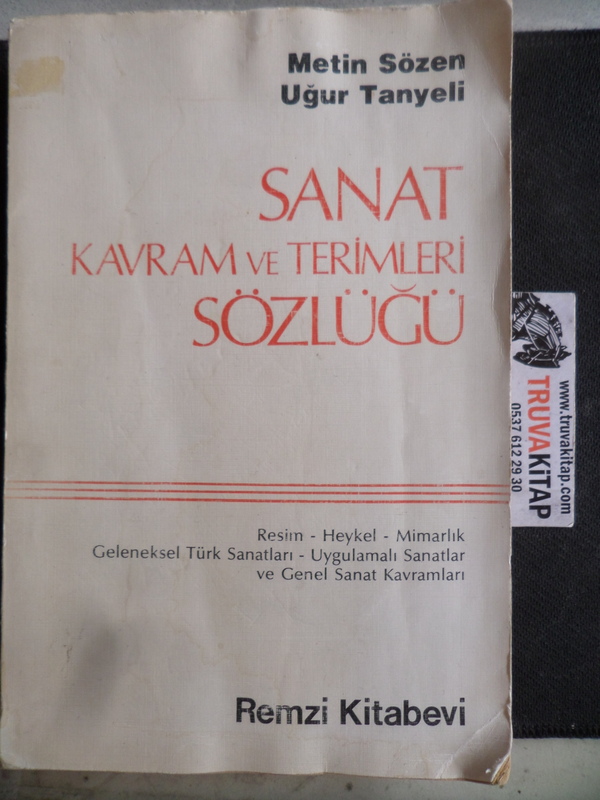 Metin Sözen
Uğur Tanyeli
SANAT
KAVRAM VE TERİMLERİ
SÖZLÜĞÜ
Resim - Heykel - Mimarlık
Geleneksel Türk Sanatları - Uygulamalı Sanatlar
ve Genel Sanat Kavramları
Remzi Kitabevi
www.truvakitap.com
TRUVAKİTAP
0537 612 29 30